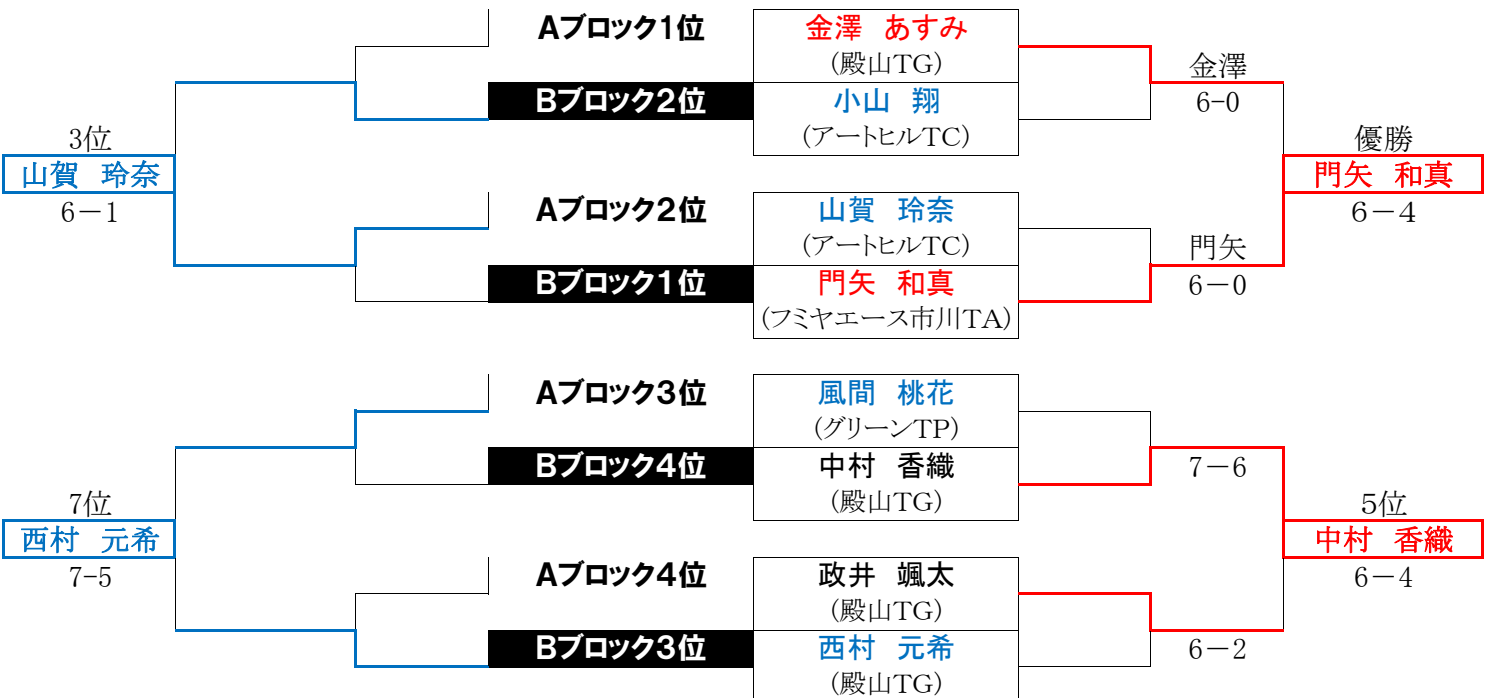 Aブロック1位
金澤 あすみ
(殿山TG)
金澤
Bブロック2位
小山 翔
6-0
(アートヒルTC)
3位
優勝
山賀 玲奈
門矢 和真
6－1
6－4
Aブロック2位
山賀 玲奈
(アートヒルTC)
門矢
Bブロック1位
門矢 和真
6－0
(フミヤエース市川TA)
Aブロック3位
風間 桃花
(グリーンTP)
Bブロック4位
中村 香織
7－6
(殿山TG)
7位
5位
西村 元希
中村 香織
7-5
6－4
Aブロック4位
政井 颯太
(殿山TG)
Bブロック3位
西村 元希
6－2
(殿山TG)